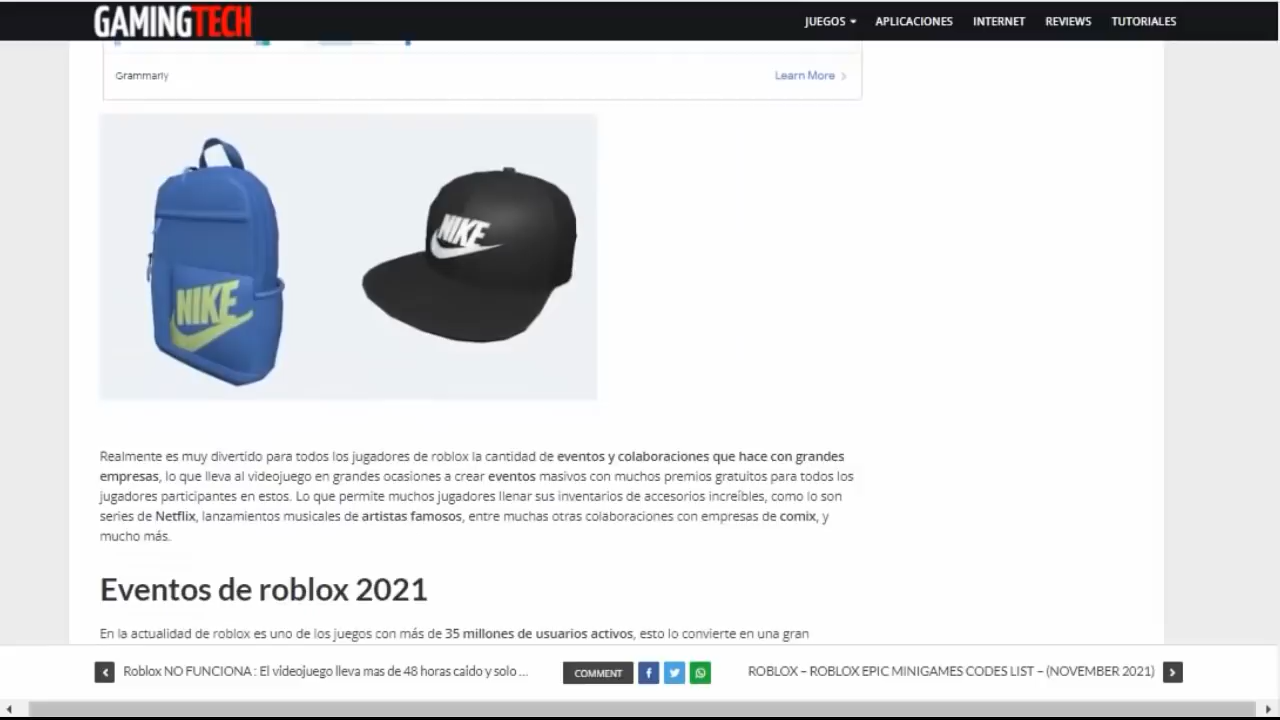 GAMINGTECH
JUEGOS APLICACIONES INTERNET REVIEWS TUTORIALES
Grammarly
Learn More
NIKE
NIKE
Realmente es muy divertido para todos los jugadores de roblox la cantidad de eventos y colaboraciones que hace con grandes
empresas, lo que lleva al videojuego en grandes ocasiones a crear eventos masivos con muchos premios gratuitos para todos los
jugadores participantes en estos. Lo que permite muchos jugadores llenar sus inventarios de accesorios increíbles, como lo son
series de Netflix, lanzamientos musicales de artistas famosos, entre muchas otras colaboraciones con empresas de comix, y
mucho más.
Eventos de roblox 2021
En la actualidad de roblox es uno de los juegos con más de 35 millones de usuarios activos, esto lo convierte en una gran
Roblox NO FUNCIONA : El videojuego lleva mas de 48 horas caido y solo ...
COMMENT
ROBLOX – ROBLOX EPIC MINIGAMES CODES LIST – (NOVEMBER 2021)